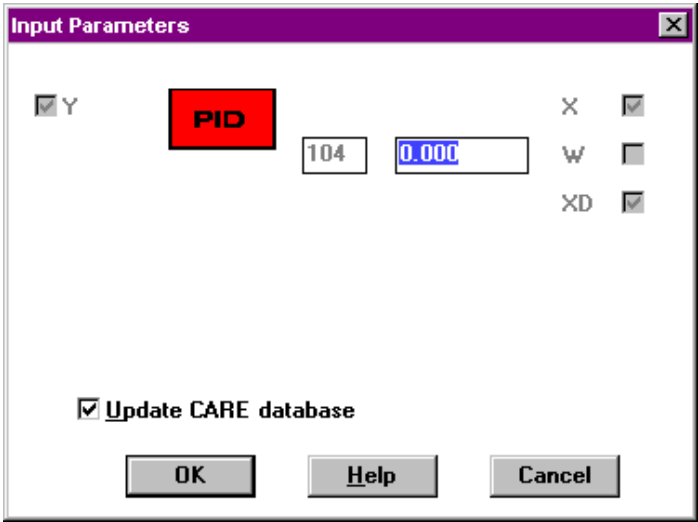 Input Parameters
Y PID X
104 0.000 W
XD
Update CARE database
OK Help Cancel